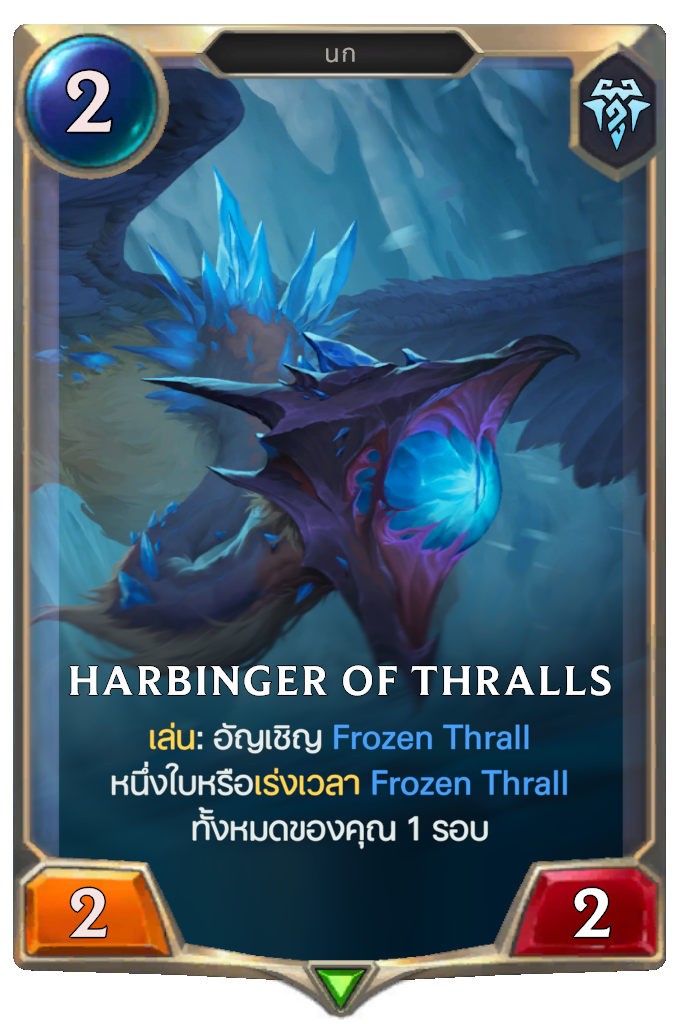 นก
2
HARBINGER OF THRALLS
เล่น: อัญเชิญ Frozen Thrall
หนึ่งใบหรือเร่งเวลา Frozen Thrall
ทั้งหมดของคุณ 1 รอบ
2
2